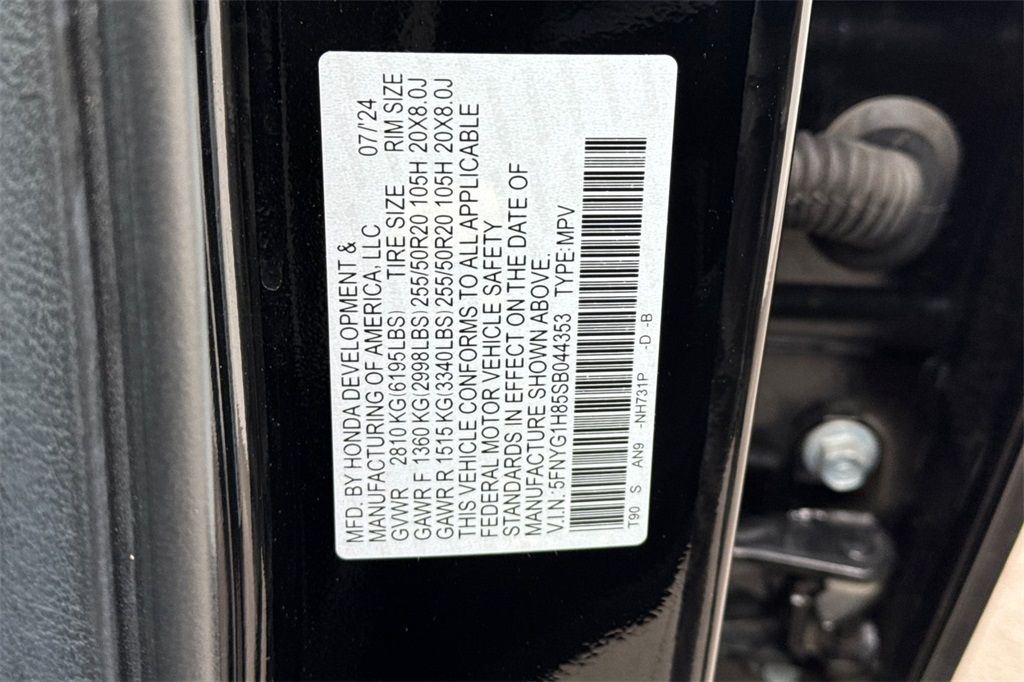 MFD. BY HONDA DEVELOPMENT &
MANUFACTURING OF AMERICA. LLC 07/'24
GVWR 2810 KG(6195LBS) TIRE SIZE RIM SIZE
GAWR F 1360 KG(2998LBS) 255/50R20 105H 20X8.0J
GAWR R 1515 KG(3340LBS) 255/50R20 105H 20X8.0J
THIS VEHICLE CONFORMS TO ALL APPLICABLE
FEDERAL MOTOR VEHICLE SAFETY
STANDARDS IN EFFECT ON THE DATE OF
MANUFACTURE SHOWN ABOVE.
V.I.N.:5FNYG1H85SB044353 TYPE:MPV
T90 S AN9 -NH731P -D -B